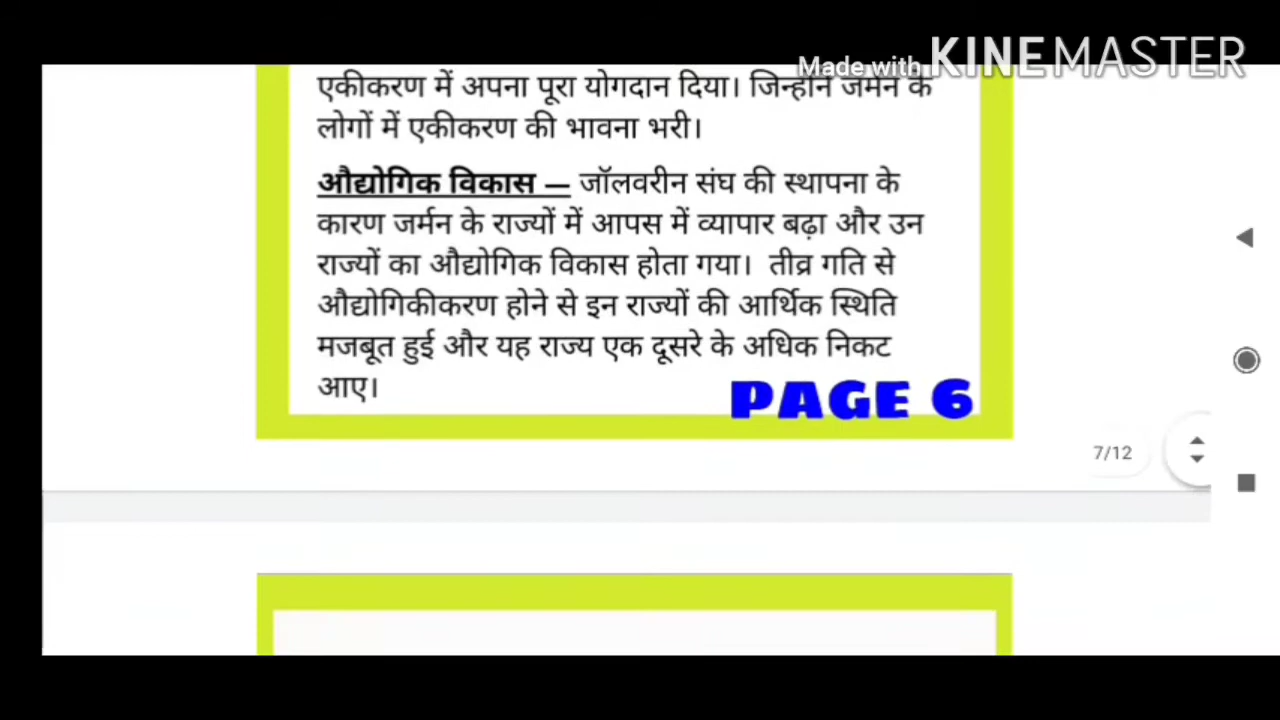 Made with KINEMASTER
एकीकरण में अपना पूरा योगदान दिया। जिन्होंने जर्मन के
लोगों में एकीकरण की भावना भरी।
औद्योगिक विकास — जॉलवरीन संघ की स्थापना के
कारण जर्मन के राज्यों में आपस में व्यापार बढ़ा और उन
राज्यों का औद्योगिक विकास होता गया। तीव्र गति से
औद्योगिकीकरण होने से इन राज्यों की आर्थिक स्थिति
मजबूत हुई और यह राज्य एक दूसरे के अधिक निकट
आए।
PAGE 6
7/12